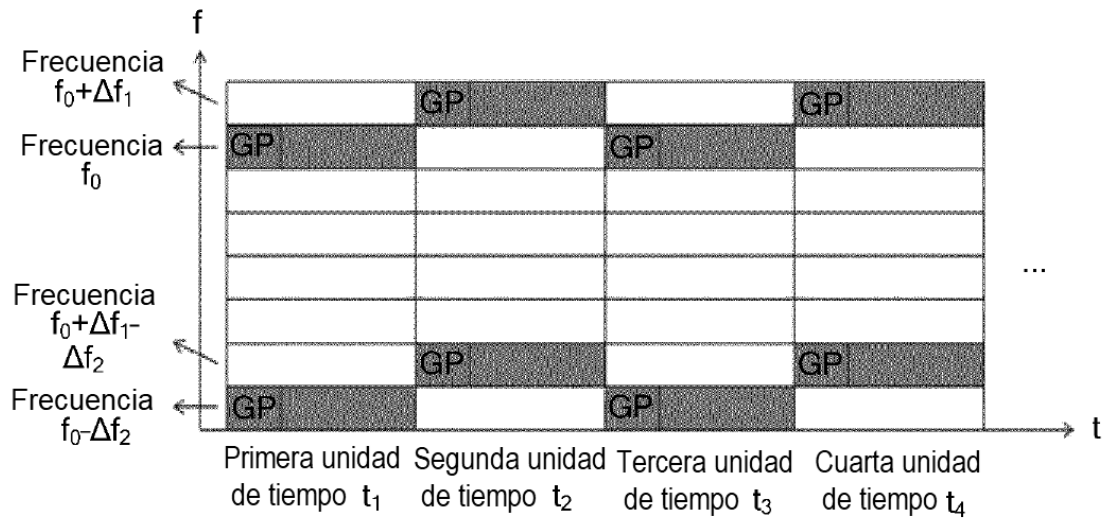 f
Frecuencia
f₀+Δf₁
GP GP
Frecuencia
f₀
GP GP
...
Frecuencia
f₀+Δf₁-
Δf₂
GP GP
Frecuencia
f₀-Δf₂
GP GP
t
Primera unidad
de tiempo t₁
Segunda unidad
de tiempo t₂
Tercera unidad
de tiempo t₃
Cuarta unidad
de tiempo t₄